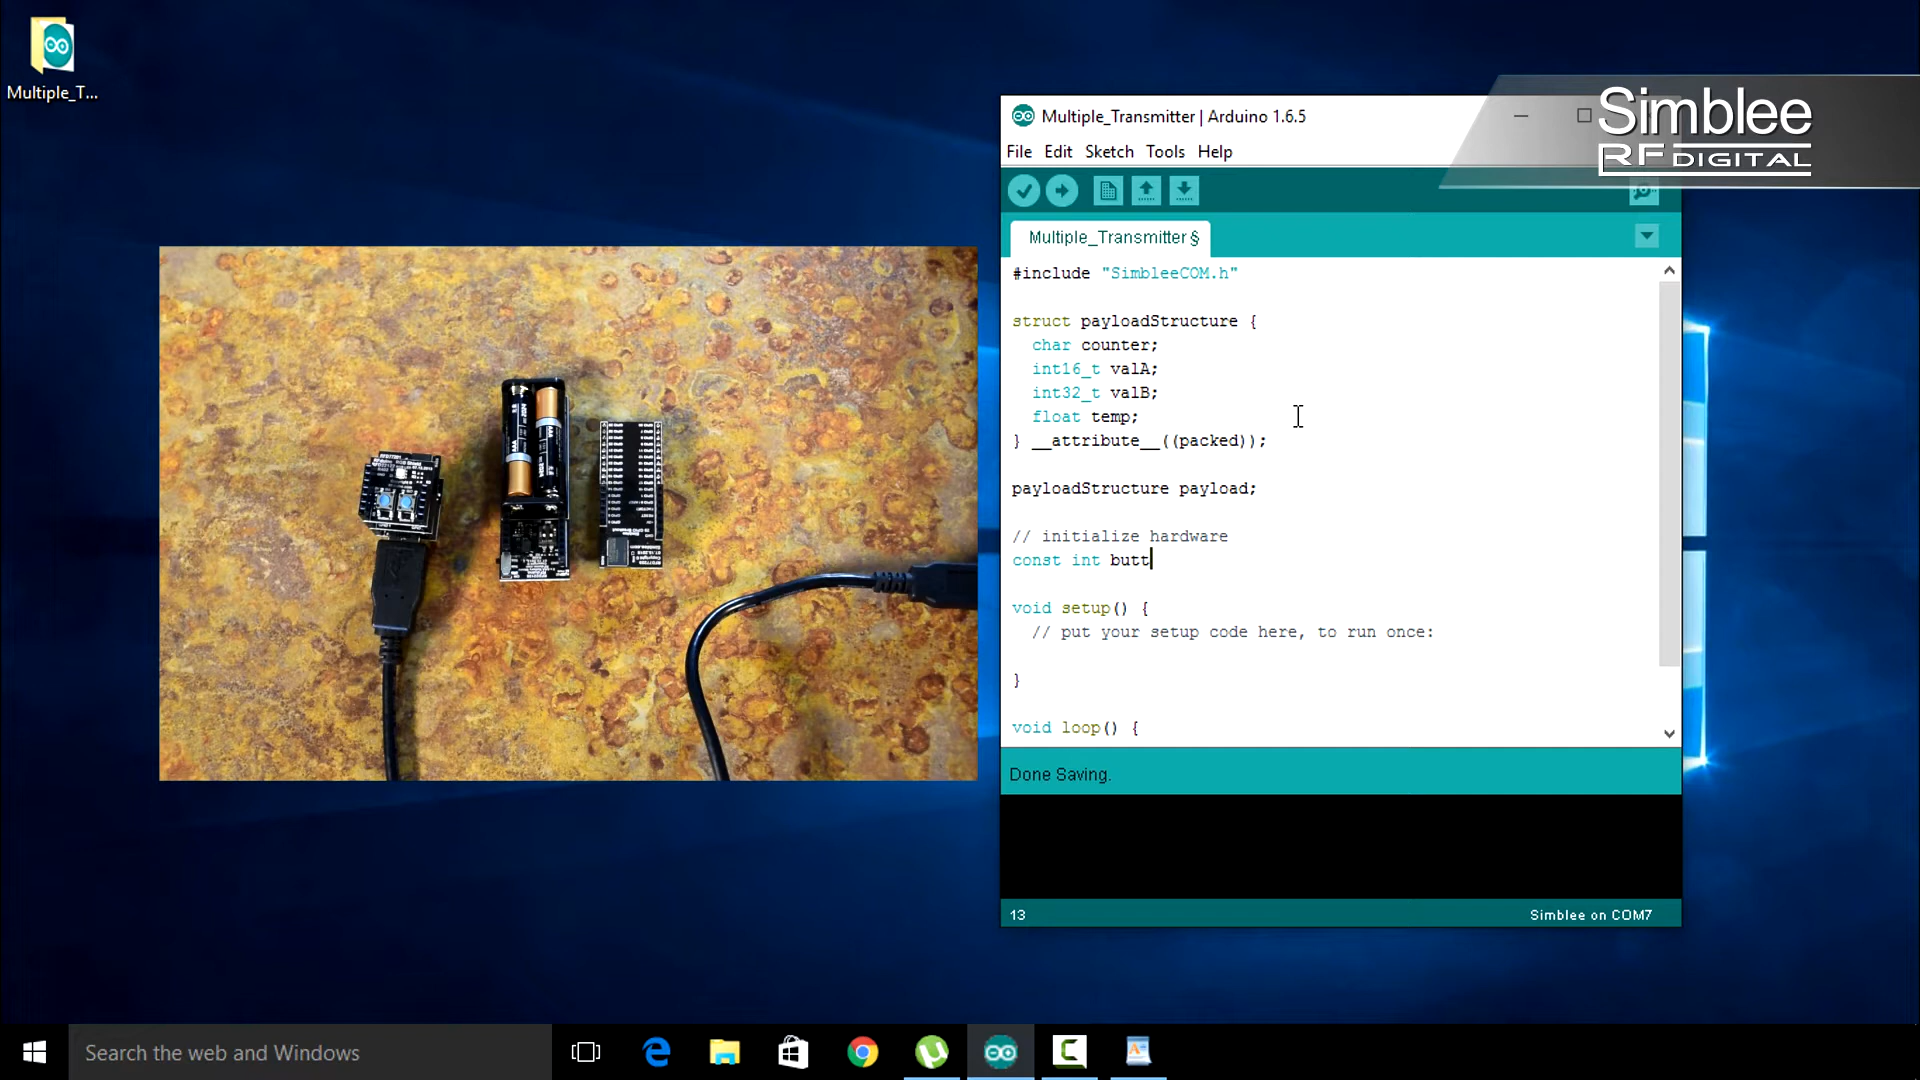 Multiple_T...
Simblee
RFDIGITAL
Multiple_Transmitter | Arduino 1.6.5
File Edit Sketch Tools Help
Multiple_Transmitter §
#include "SimbleeCOM.h"
struct payloadStructure {
char counter;
int16_t valA;
int32_t valB;
float temp;
} __attribute__((packed));
payloadStructure payload;
// initialize hardware
const int butt
void setup() {
// put your setup code here, to run once:
}
void loop() {
Done Saving.
13
Simblee on COM7
Search the web and Windows